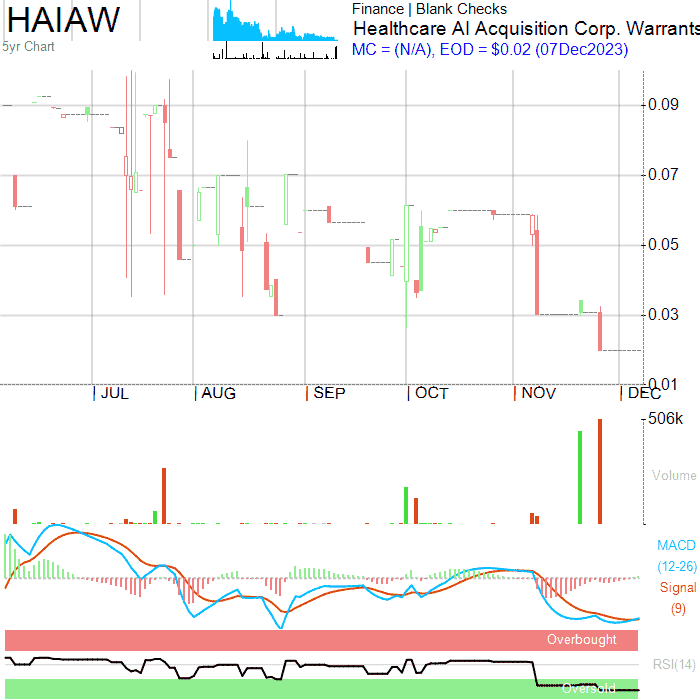 HAIAW
5yr Chart
Finance | Blank Checks
Healthcare AI Acquisition Corp. Warrants
MC = (N/A), EOD = $0.02 (07Dec2023)
0.09
0.07
0.05
0.03
0.01
JUL AUG SEP OCT NOV DEC
506k
Volume
MACD
(12-26)
Signal
(9)
Overbought
RSI(14)
Oversold